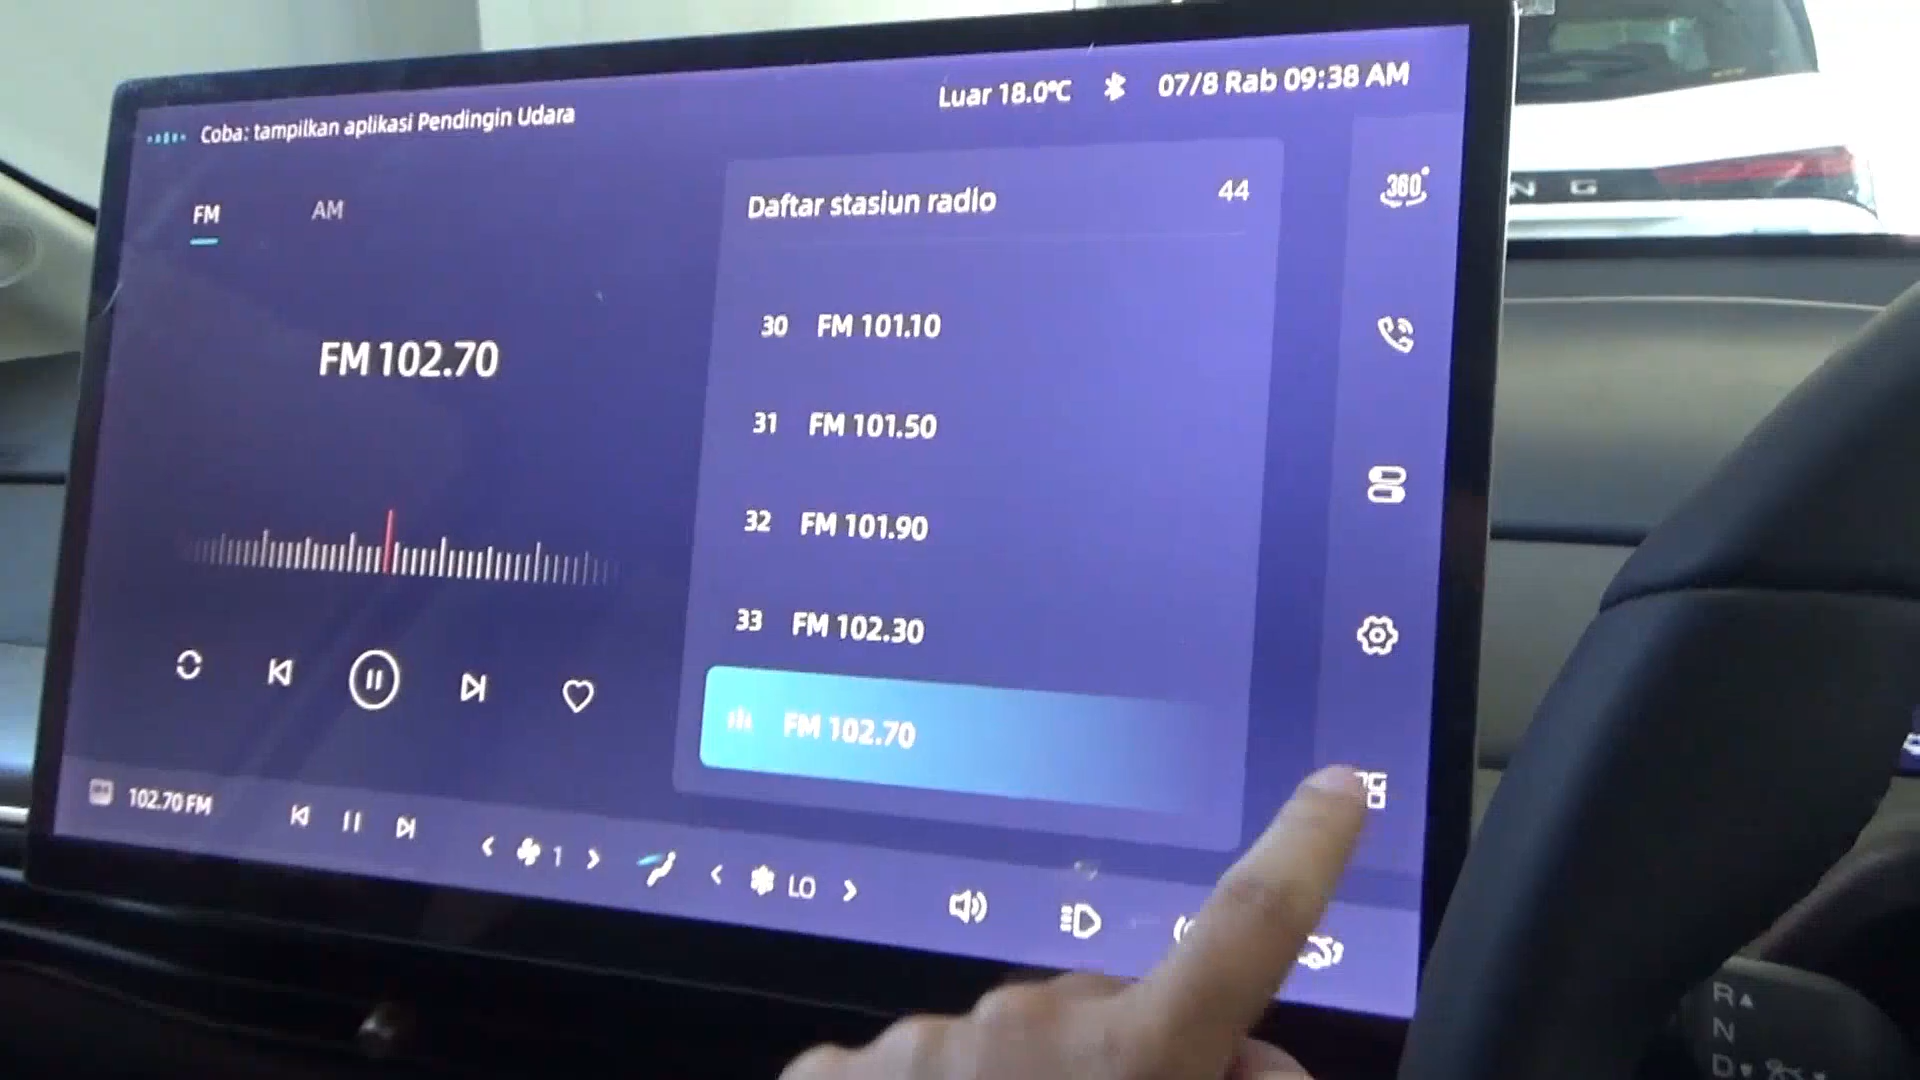 Coba: tampilkan aplikasi Pendingin Udara
Luar 18.0°C 07/8 Rab 09:38 AM
FM AM
FM 102.70
Daftar stasiun radio 44
30 FM 101.10
31 FM 101.50
32 FM 101.90
33 FM 102.30
FM 102.70
360°
102.70 FM
1
LO
N G
R
N
D